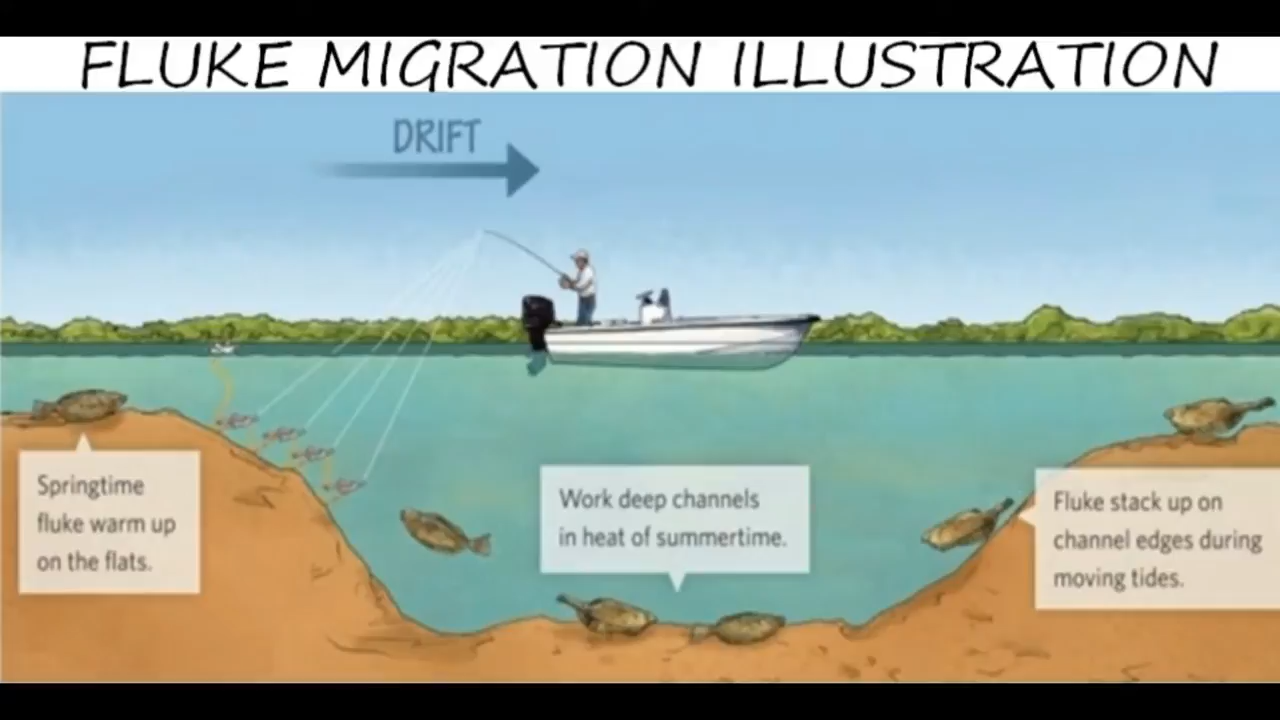 FLUKE MIGRATION ILLUSTRATION
DRIFT
Springtime
fluke warm up
on the flats.
Work deep channels
in heat of summertime.
Fluke stack up on
channel edges during
moving tides.